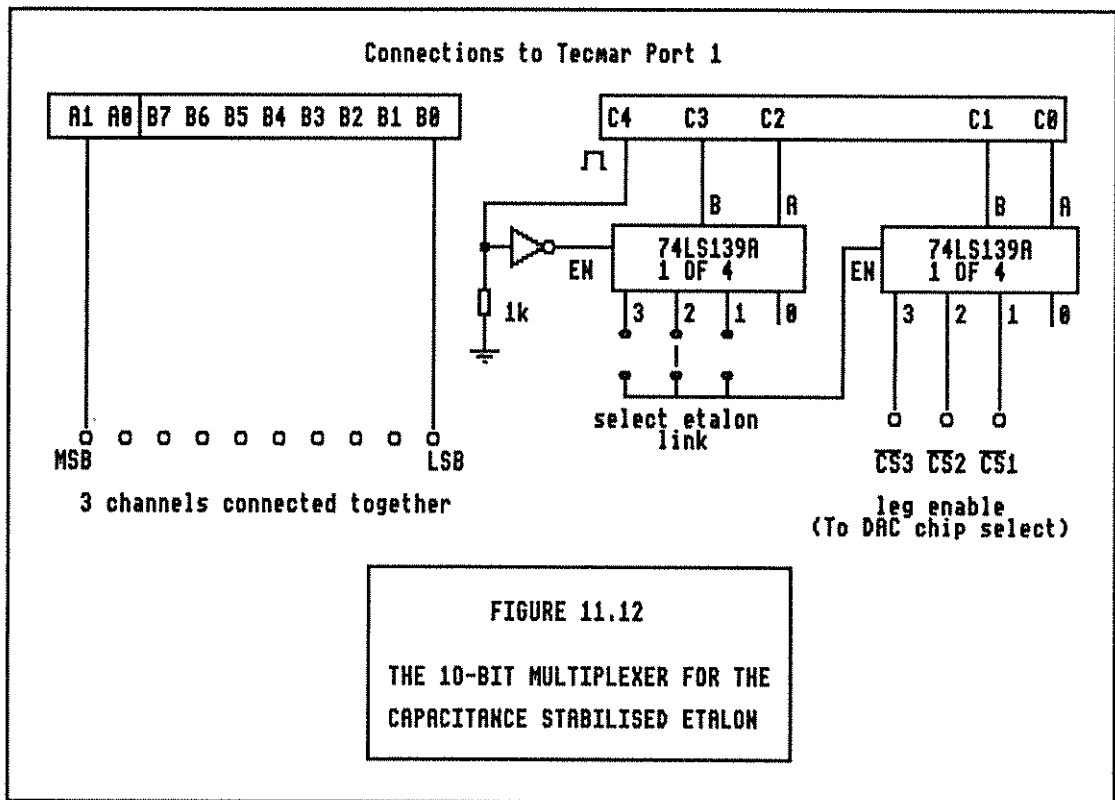 Connections to Tecmar Port 1
A1 A0 B7 B6 B5 B4 B3 B2 B1 B0
C4 C3 C2 C1 C0
B A
B A
74LS139A
1 OF 4
EN
74LS139A
1 OF 4
EN
1k
3 2 1 0
3 2 1 0
select etalon
link
MSB
LSB
CS3 CS2 CS1
3 channels connected together
leg enable
(To DAC chip select)
FIGURE 11.12
THE 10-BIT MULTIPLEXER FOR THE
CAPACITANCE STABILISED ETALON